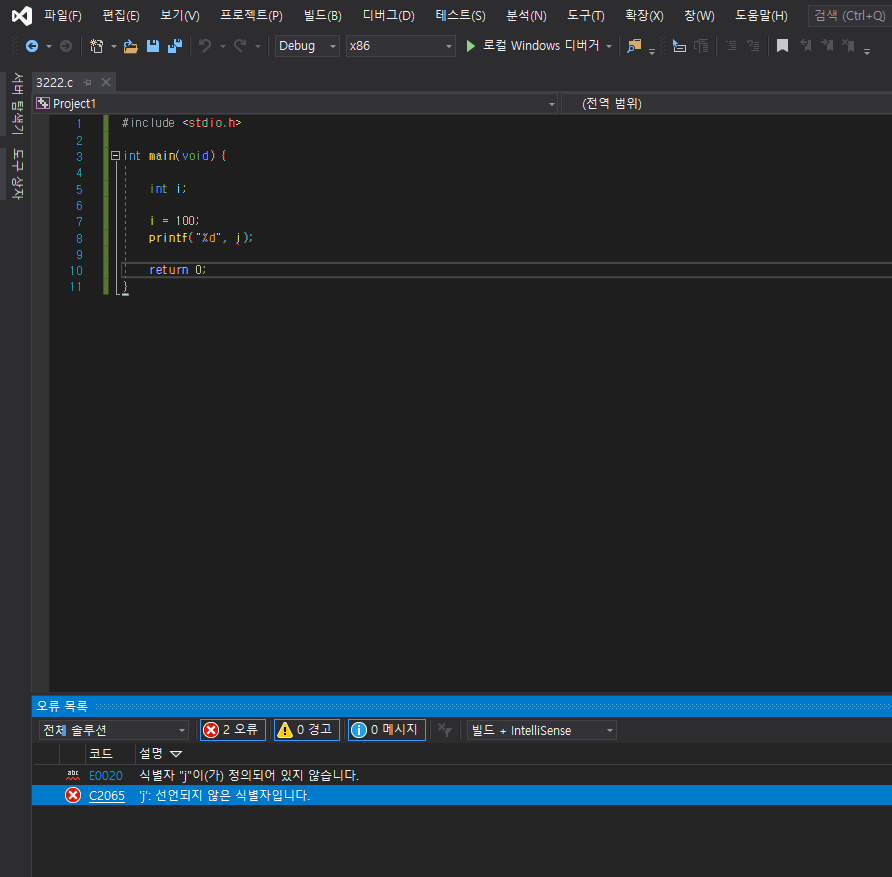 파일(F) 편집(E) 보기(V) 프로젝트(P) 빌드(B) 디버그(D) 테스트(S) 분석(N) 도구(T) 확장(X) 창(W) 도움말(H) 검색 (Ctrl+Q)
Debug x86 로컬 Windows 디버거
서버 탐색기
도구 상자
3222.c
Project1 (전역 범위)
1 #include <stdio.h>
2
3 int main(void) {
4
5 int i;
6
7 i = 100;
8 printf("%d", j);
9
10 return 0;
11 }
오류 목록
전체 솔루션 2 오류 0 경고 0 메시지 빌드 + IntelliSense
코드 설명
abc E0020 식별자 "j"이(가) 정의되어 있지 않습니다.
C2065 'j': 선언되지 않은 식별자입니다.